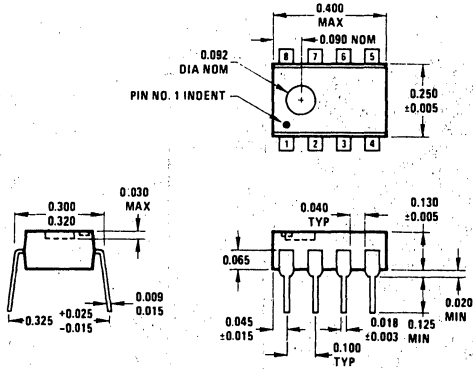 0.400
MAX
0.090 NOM
0.092
DIA NOM
8 7 6 5
PIN NO. 1 INDENT
0.250
±0.005
1 2 3 4
0.300
0.320
0.030
MAX
0.040
TYP
0.130
±0.005
0.065
0.020
MIN
0.325 +0.025
-0.015
0.009
0.015
0.045
±0.015
0.100
TYP
0.018
±0.003
0.125
MIN